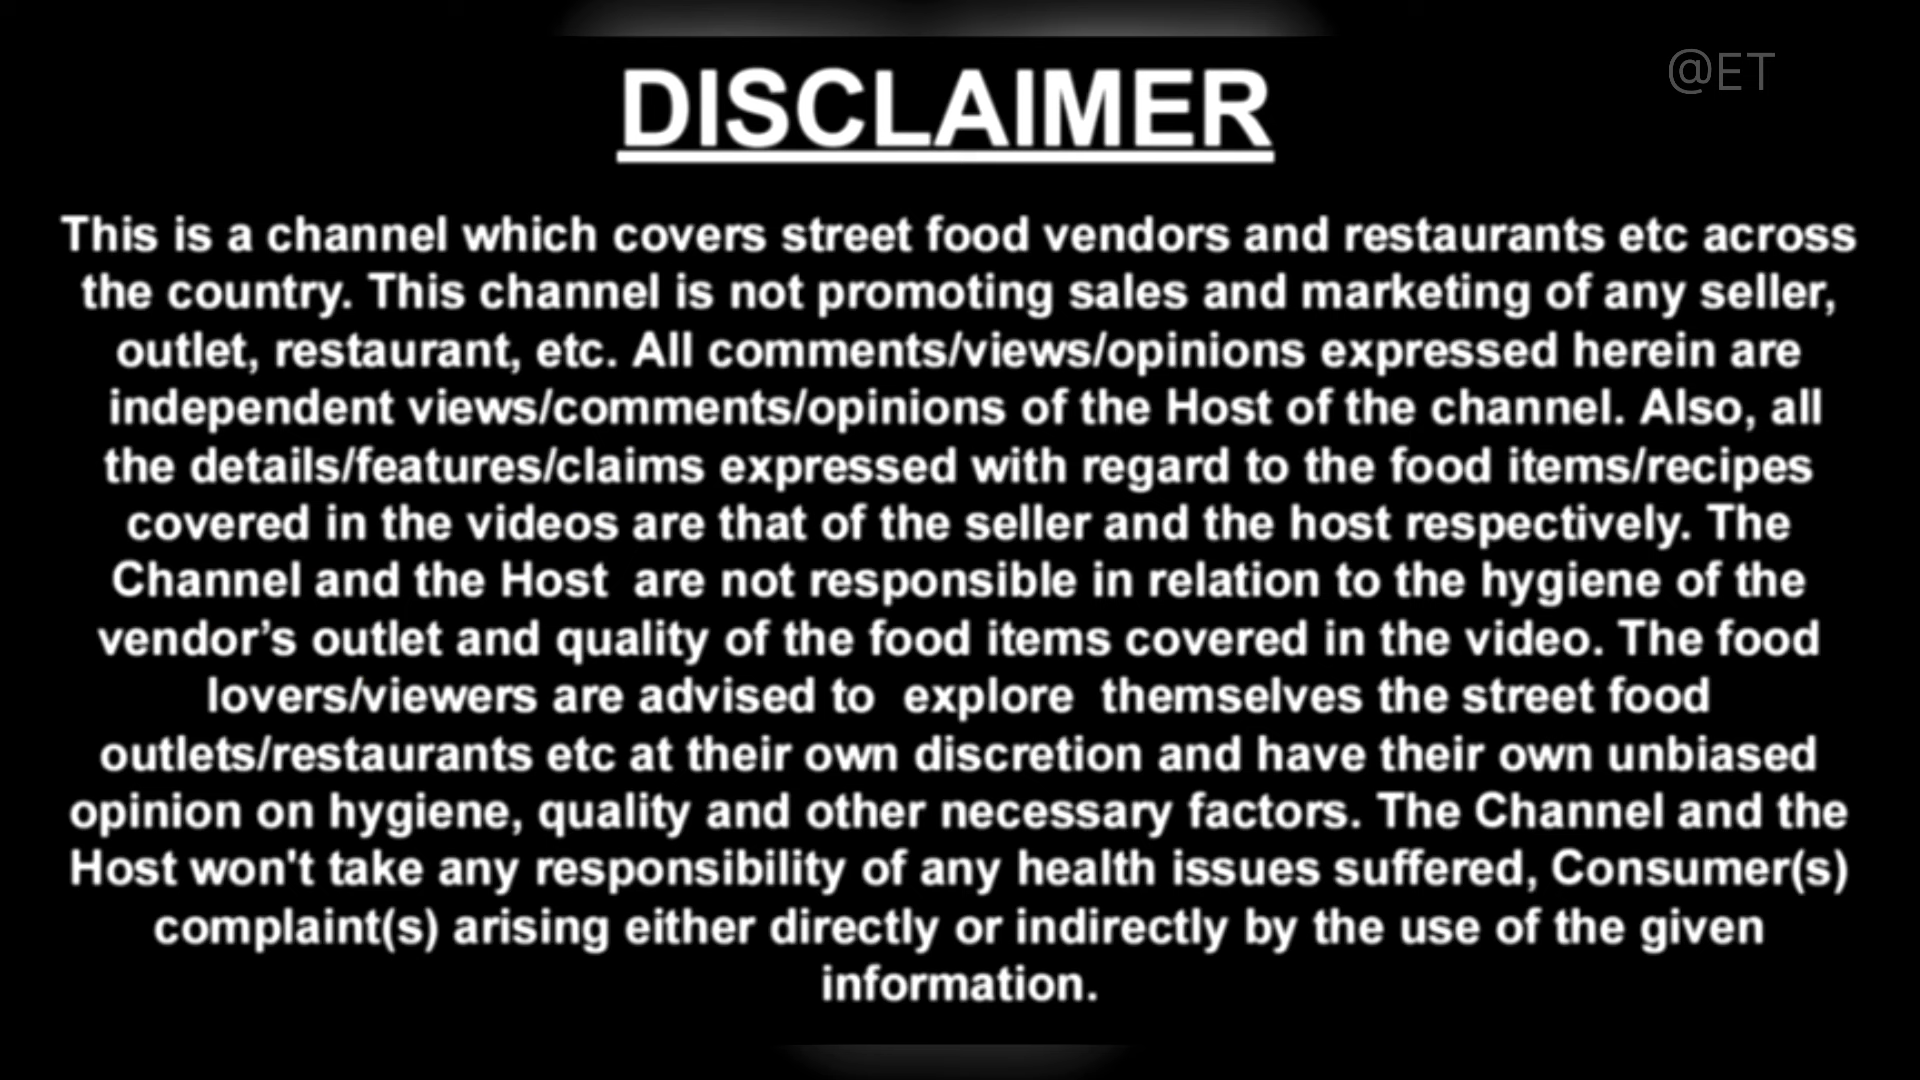 @ET
DISCLAIMER
This is a channel which covers street food vendors and restaurants etc across
the country. This channel is not promoting sales and marketing of any seller,
outlet, restaurant, etc. All comments/views/opinions expressed herein are
independent views/comments/opinions of the Host of the channel. Also, all
the details/features/claims expressed with regard to the food items/recipes
covered in the videos are that of the seller and the host respectively. The
Channel and the Host  are not responsible in relation to the hygiene of the
vendor’s outlet and quality of the food items covered in the video. The food
lovers/viewers are advised to  explore  themselves the street food
outlets/restaurants etc at their own discretion and have their own unbiased
opinion on hygiene, quality and other necessary factors. The Channel and the
Host won't take any responsibility of any health issues suffered, Consumer(s)
complaint(s) arising either directly or indirectly by the use of the given
information.